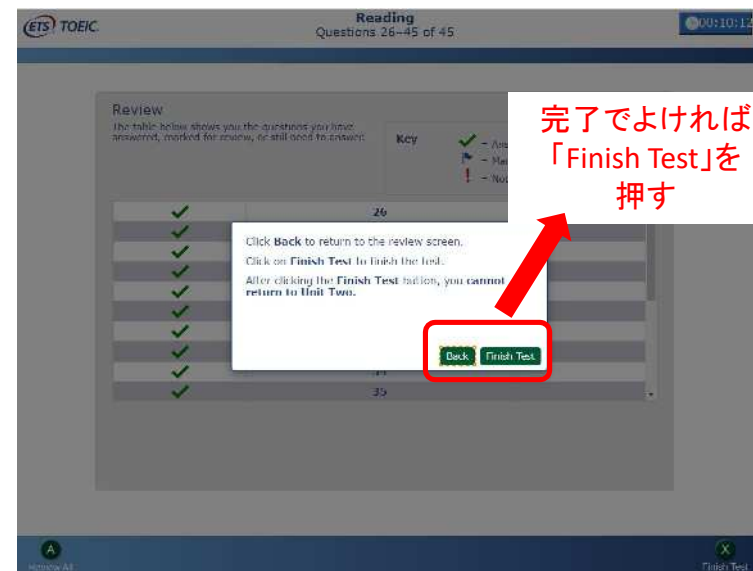 ETS TOEIC.
Reading
Questions 26–45 of 45
00:10:12
Review
The table below shows you the questions you have
answered, marked for review, or still need to answer.
Key
完了でよければ
「Finish Test」を
押す
26
Click Back to return to the review screen.
Click on Finish Test to finish the test.
After clicking the Finish Test button, you cannot
return to Unit Two.
Back
Finish Test
35
A
Review All
X
Finish Test